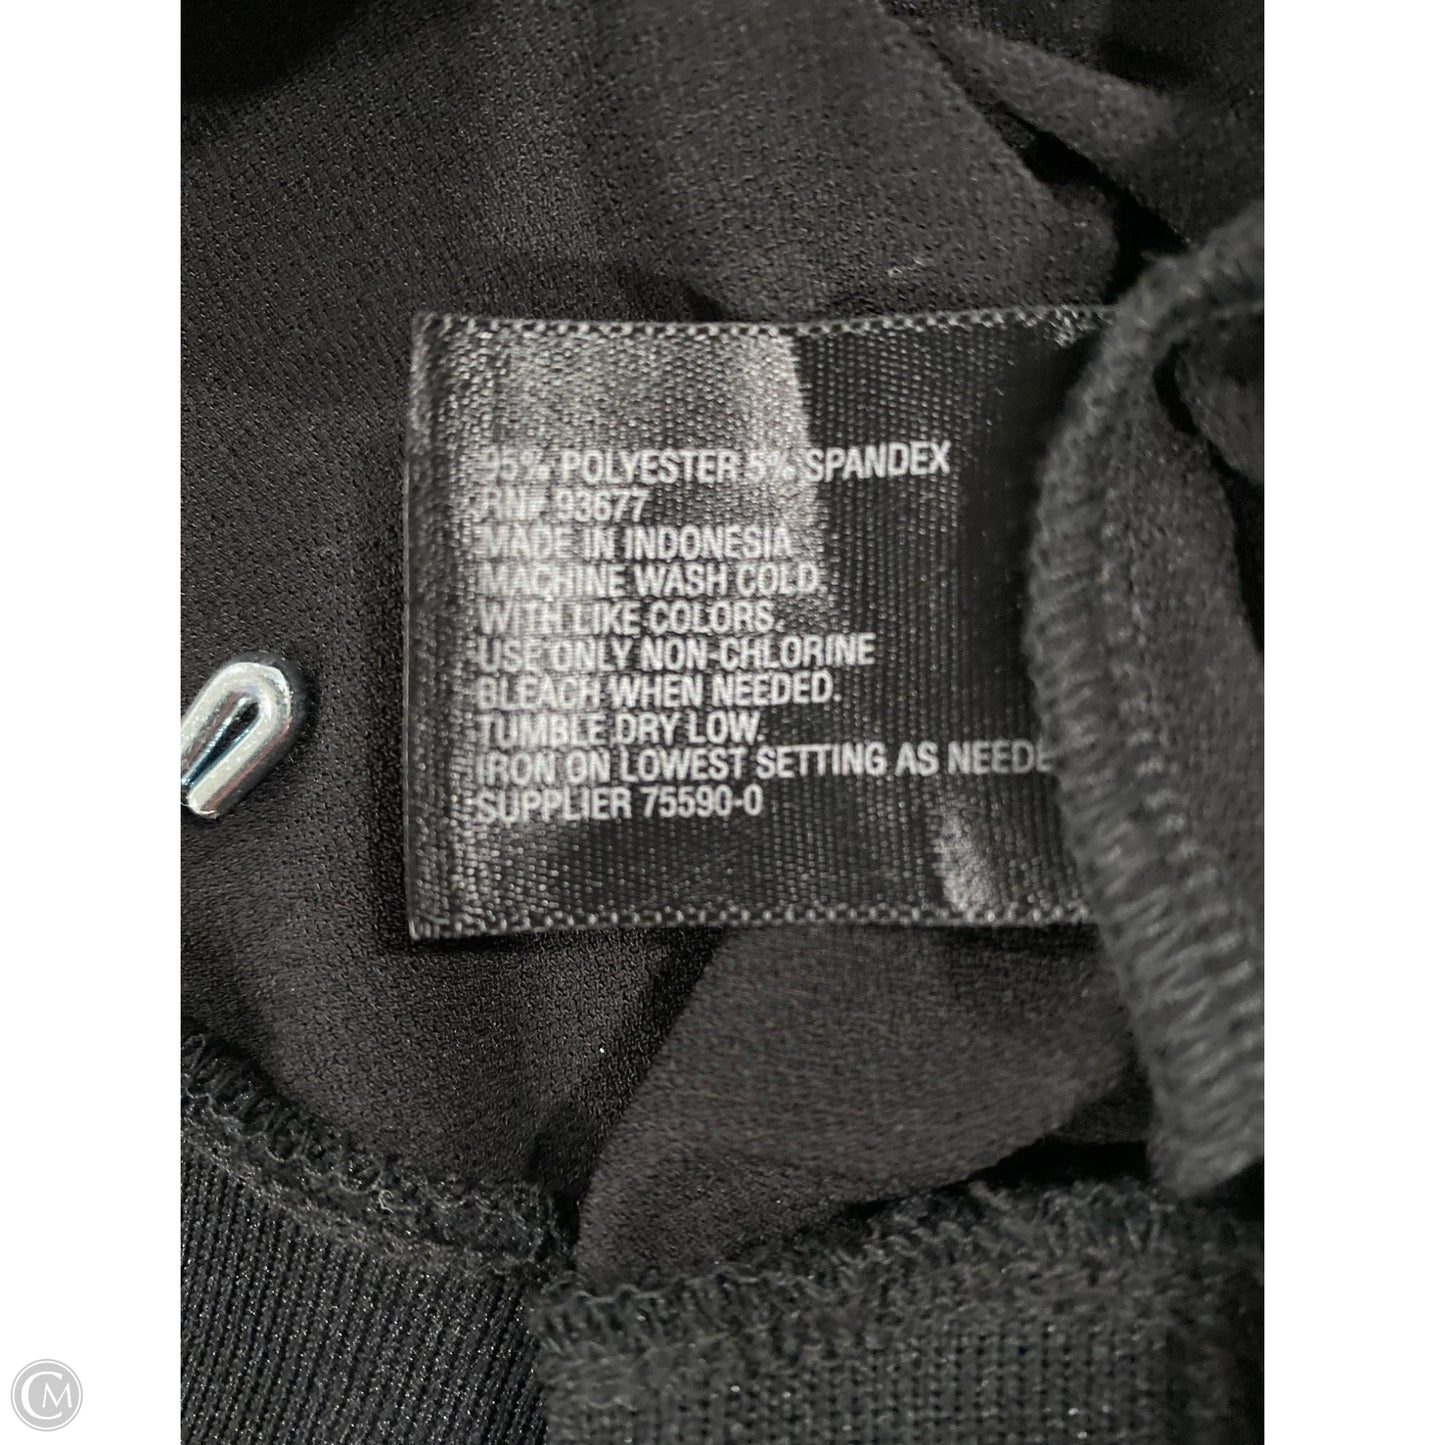 95% POLYESTER 5% SPANDEX
RN# 93677
MADE IN INDONESIA
MACHINE WASH COLD.
WITH LIKE COLORS.
USE ONLY NON-CHLORINE
BLEACH WHEN NEEDED.
TUMBLE DRY LOW.
IRON ON LOWEST SETTING AS NEEDE
SUPPLIER 75590-0
CM